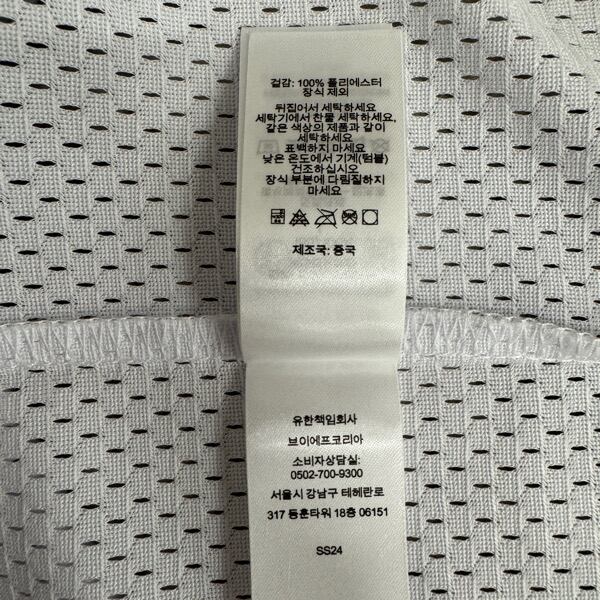 겉감: 100% 폴리에스터
장식 제외
뒤집어서 세탁하세요
세탁기에서 찬물 세탁하세요,
같은 색상의 제품과 같이
세탁하세요
표백하지 마세요
낮은 온도에서 기계(텀블)
건조하십시오
장식 부분에 다림질하지
마세요
제조국: 중국
유한책임회사
브이에프코리아
소비자상담실:
0502-700-9300
서울시 강남구 테헤란로
317 동훈타워 18층 06151
SS24